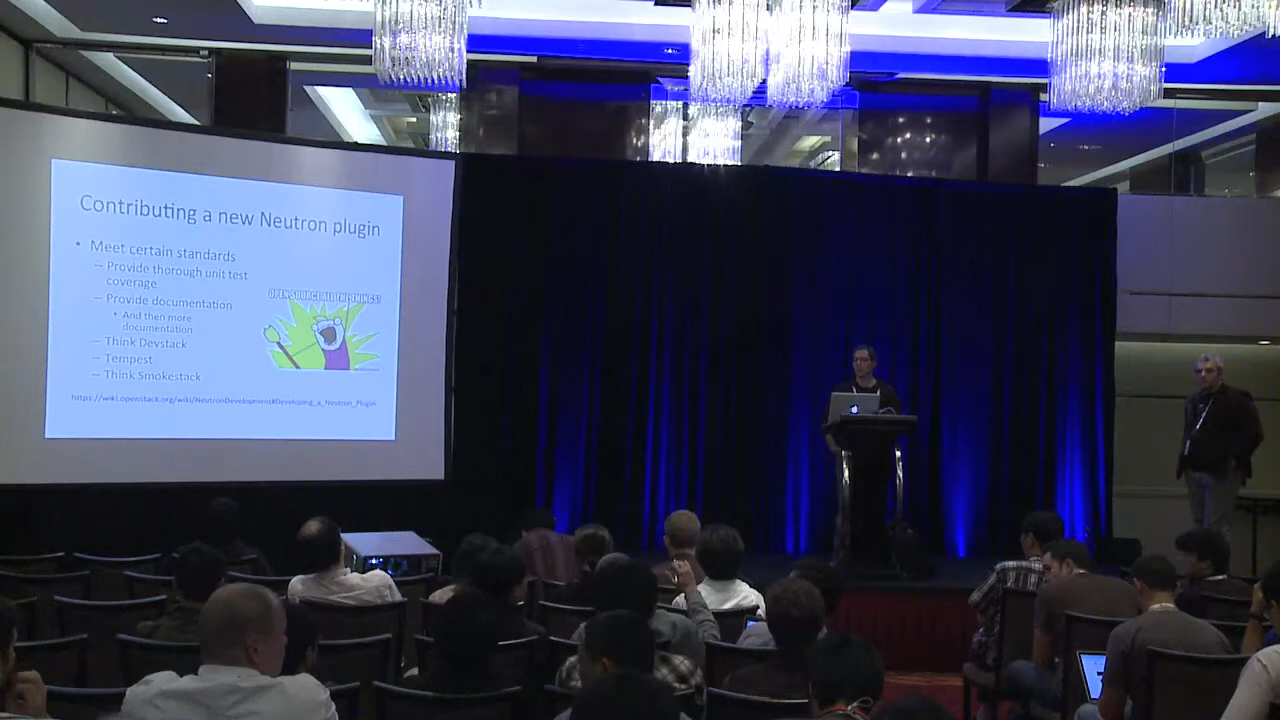 Contributing a new Neutron plugin
• Meet certain standards
– Provide thorough unit test
coverage
– Provide documentation
• And then more
documentation
– Think Devstack
– Tempest
– Think Smokestack
OPEN SOURCE ALL THE THINGS!
https://wiki.openstack.org/wiki/NeutronDevelopment#Developing_a_Neutron_Plugin